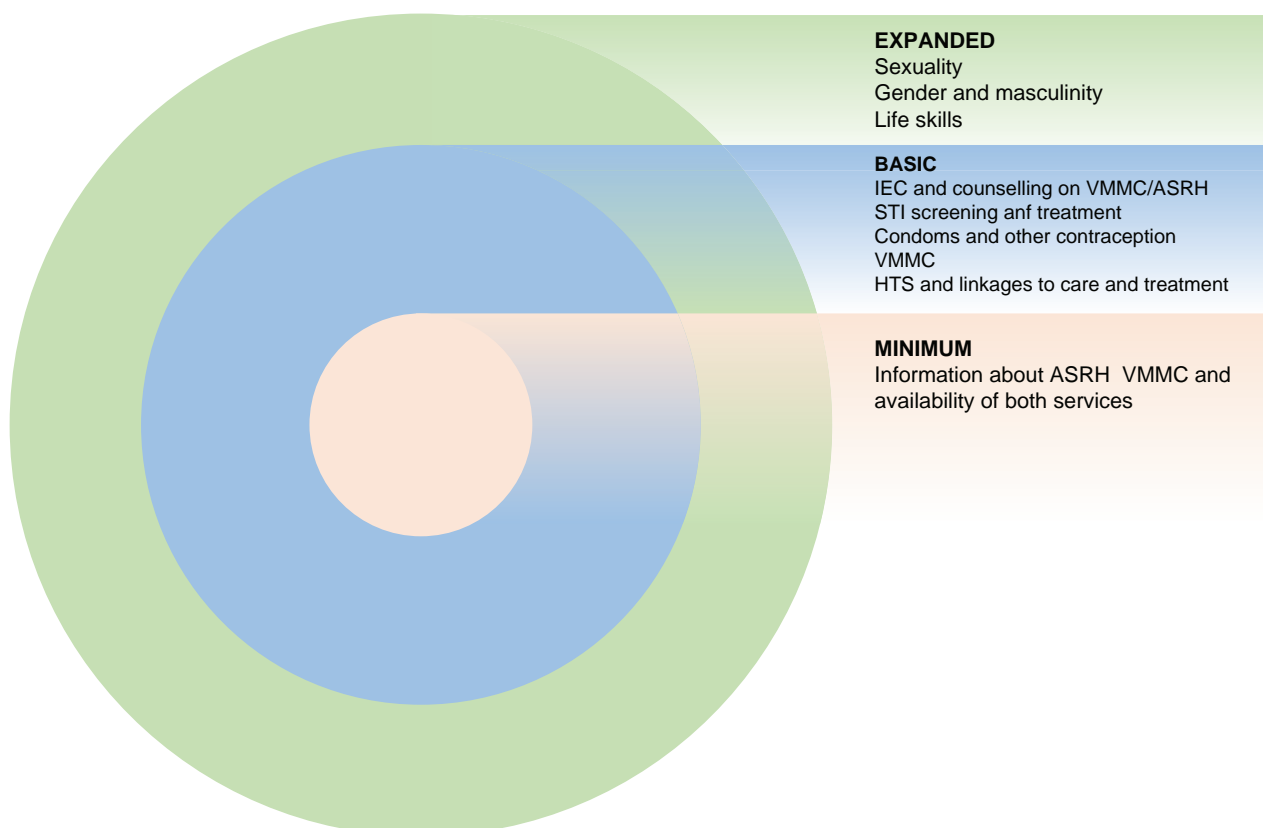 EXPANDED
Sexuality
Gender and masculinity
Life skills
BASIC
IEC and counselling on VMMC/ASRH
STI screening anf treatment
Condoms and other contraception
VMMC
HTS and linkages to care and treatment
MINIMUM
Information about ASRH  VMMC and
availability of both services